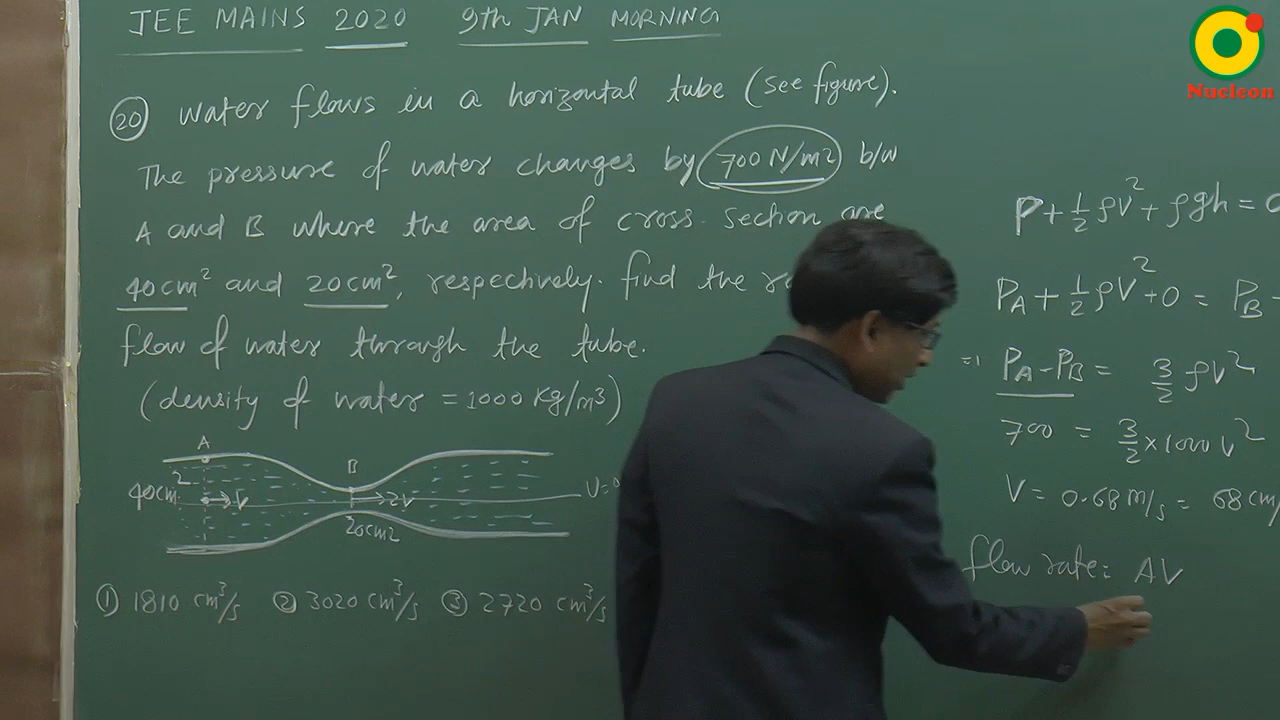 JEE MAINS 2020 9th JAN MORNING
Nucleon
20 Water flows in a horizontal tube (see figure).
The pressure of water changes by 700 N/m2 b/w
A and B where the area of cross section are
40cm² and 20cm², respectively. find the
flow of water through the tube.
(density of water = 1000 Kg/m³)
A
B
40cm²
V
2V
20cm2
① 1810 cm³/s ② 3020 cm³/s ③ 2720 cm³/s
P + 1/2 ρV² + ρgh =
PA + 1/2 ρV² + 0 = PB
PA - PB = 3/2 ρV²
700 = 3/2 × 1000 V²
V = 0.68 m/s = 68 cm/
flow rate = AV